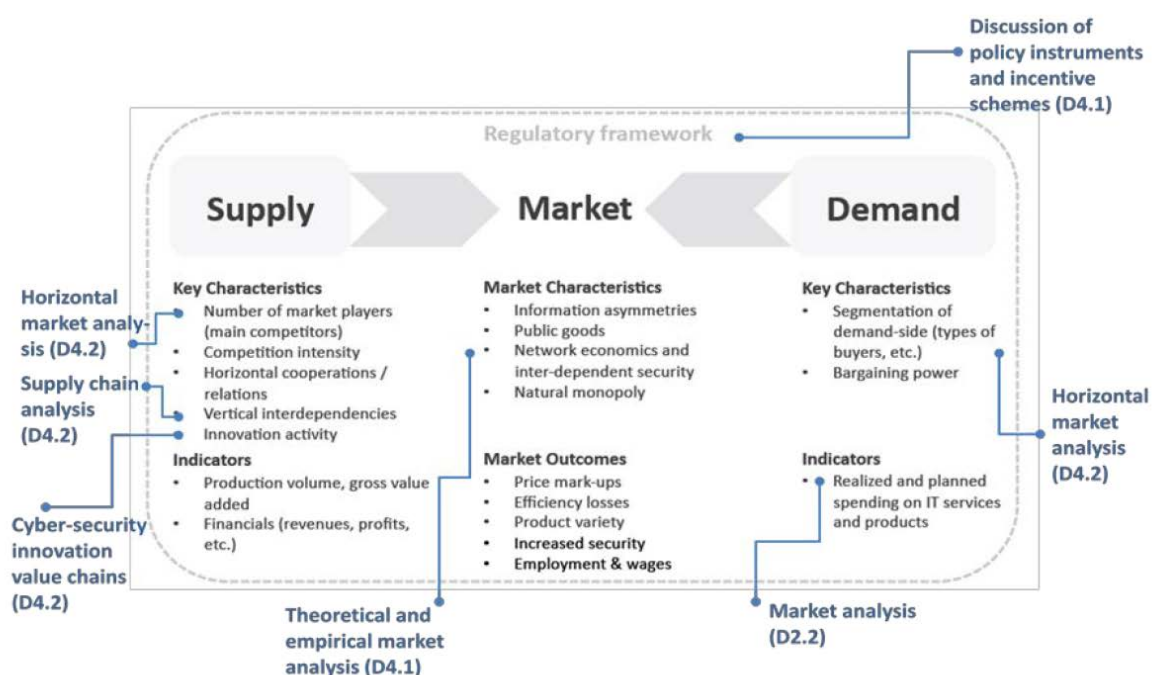 Discussion of
policy instruments
and incentive
schemes (D4.1)
Regulatory framework
Supply
Market
Demand
Key Characteristics
• Number of market players
(main competitors)
• Competition intensity
• Horizontal cooperations /
relations
• Vertical interdependencies
• Innovation activity
Indicators
• Production volume, gross value
added
• Financials (revenues, profits,
etc.)
Market Characteristics
• Information asymmetries
• Public goods
• Network economics and
inter-dependent security
• Natural monopoly
Market Outcomes
• Price mark-ups
• Efficiency losses
• Product variety
• Increased security
• Employment & wages
Key Characteristics
• Segmentation of
demand-side (types of
buyers, etc.)
• Bargaining power
Indicators
• Realized and planned
spending on IT services
and products
Horizontal
market analy-
sis (D4.2)
Supply chain
analysis
(D4.2)
Cyber-security
innovation
value chains
(D4.2)
Theoretical and
empirical market
analysis (D4.1)
Market analysis
(D2.2)
Horizontal
market
analysis
(D4.2)